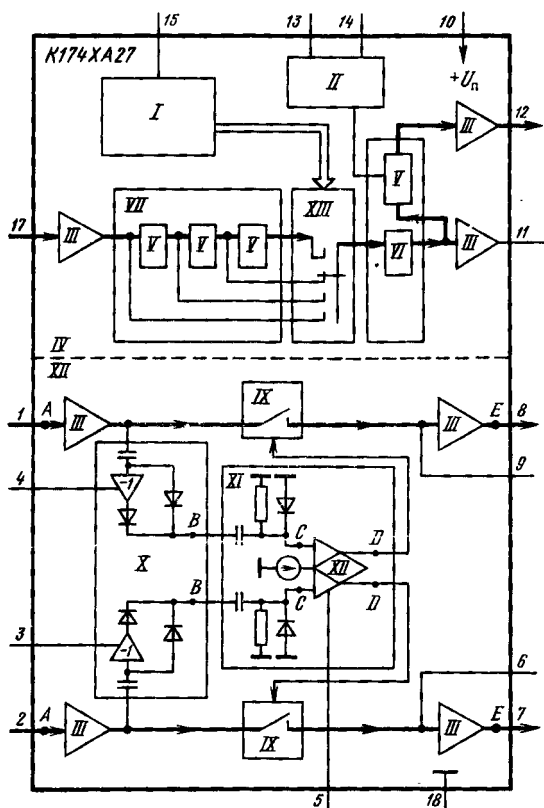 15
13
14
10
К174ХА27
+Uп
I
II
III
12
17
III
VII
V
V
V
XIII
V
VI
III
11
IV
XII
1
A
III
IX
III
E
8
9
4
-1
B
XI
C
D
X
XII
B
C
D
3
-1
6
2
A
III
IX
III
E
7
5
18